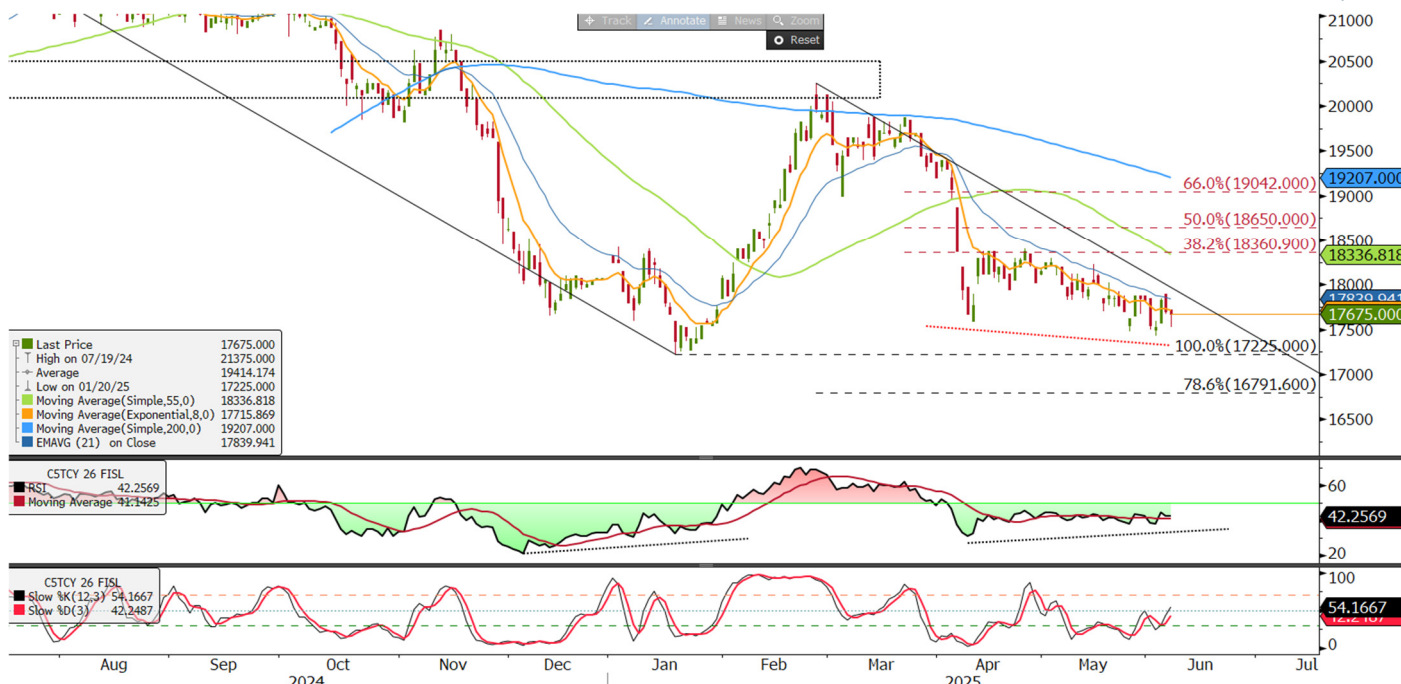 Track Annotate News Zoom
Reset
21000
20500
20000
19500
19207.000
66.0%(19042.000)
19000
50.0%(18650.000)
18500
38.2%(18360.900)
18336.818
18000
17839.941
17675.000
17500
100.0%(17225.000)
17000
78.6%(16791.600)
16500
Last Price 17675.000
High on 07/19/24 21375.000
Average 19414.174
Low on 01/20/25 17225.000
Moving Average(Simple,55,0) 18336.818
Moving Average(Exponential,8,0) 17715.869
Moving Average(Simple,200,0) 19207.000
EMAVG (21) on Close 17839.941
C5TCY 26 FISL
RSI 42.2569
Moving Average 41.1425
60
42.2569
20
C5TCY 26 FISL
Slow %K(12,3) 54.1667
Slow %D(3) 42.2487
100
54.1667
42.2487
0
Aug Sep Oct Nov Dec Jan Feb Mar Apr May Jun Jul
2024 2025